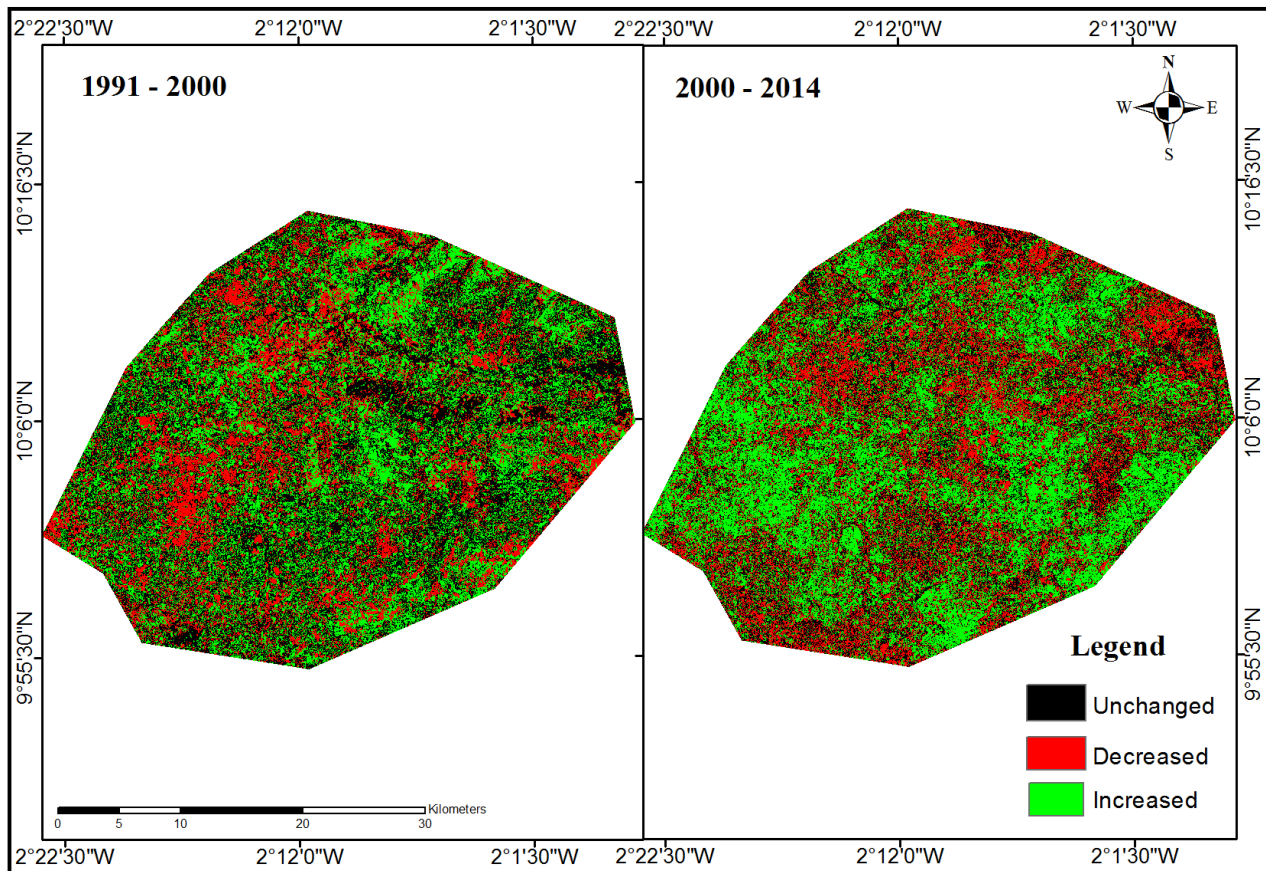 2°22'30"W 2°12'0"W 2°1'30"W 2°22'30"W 2°12'0"W 2°1'30"W
1991 - 2000
2000 - 2014
N
W E
S
10°16'30"N
10°16'30"N
10°6'0"N
10°6'0"N
9°55'30"N
9°55'30"N
Legend
Unchanged
Decreased
Increased
Kilometers
0 5 10 20 30
2°22'30"W 2°12'0"W 2°1'30"W 2°22'30"W 2°12'0"W 2°1'30"W